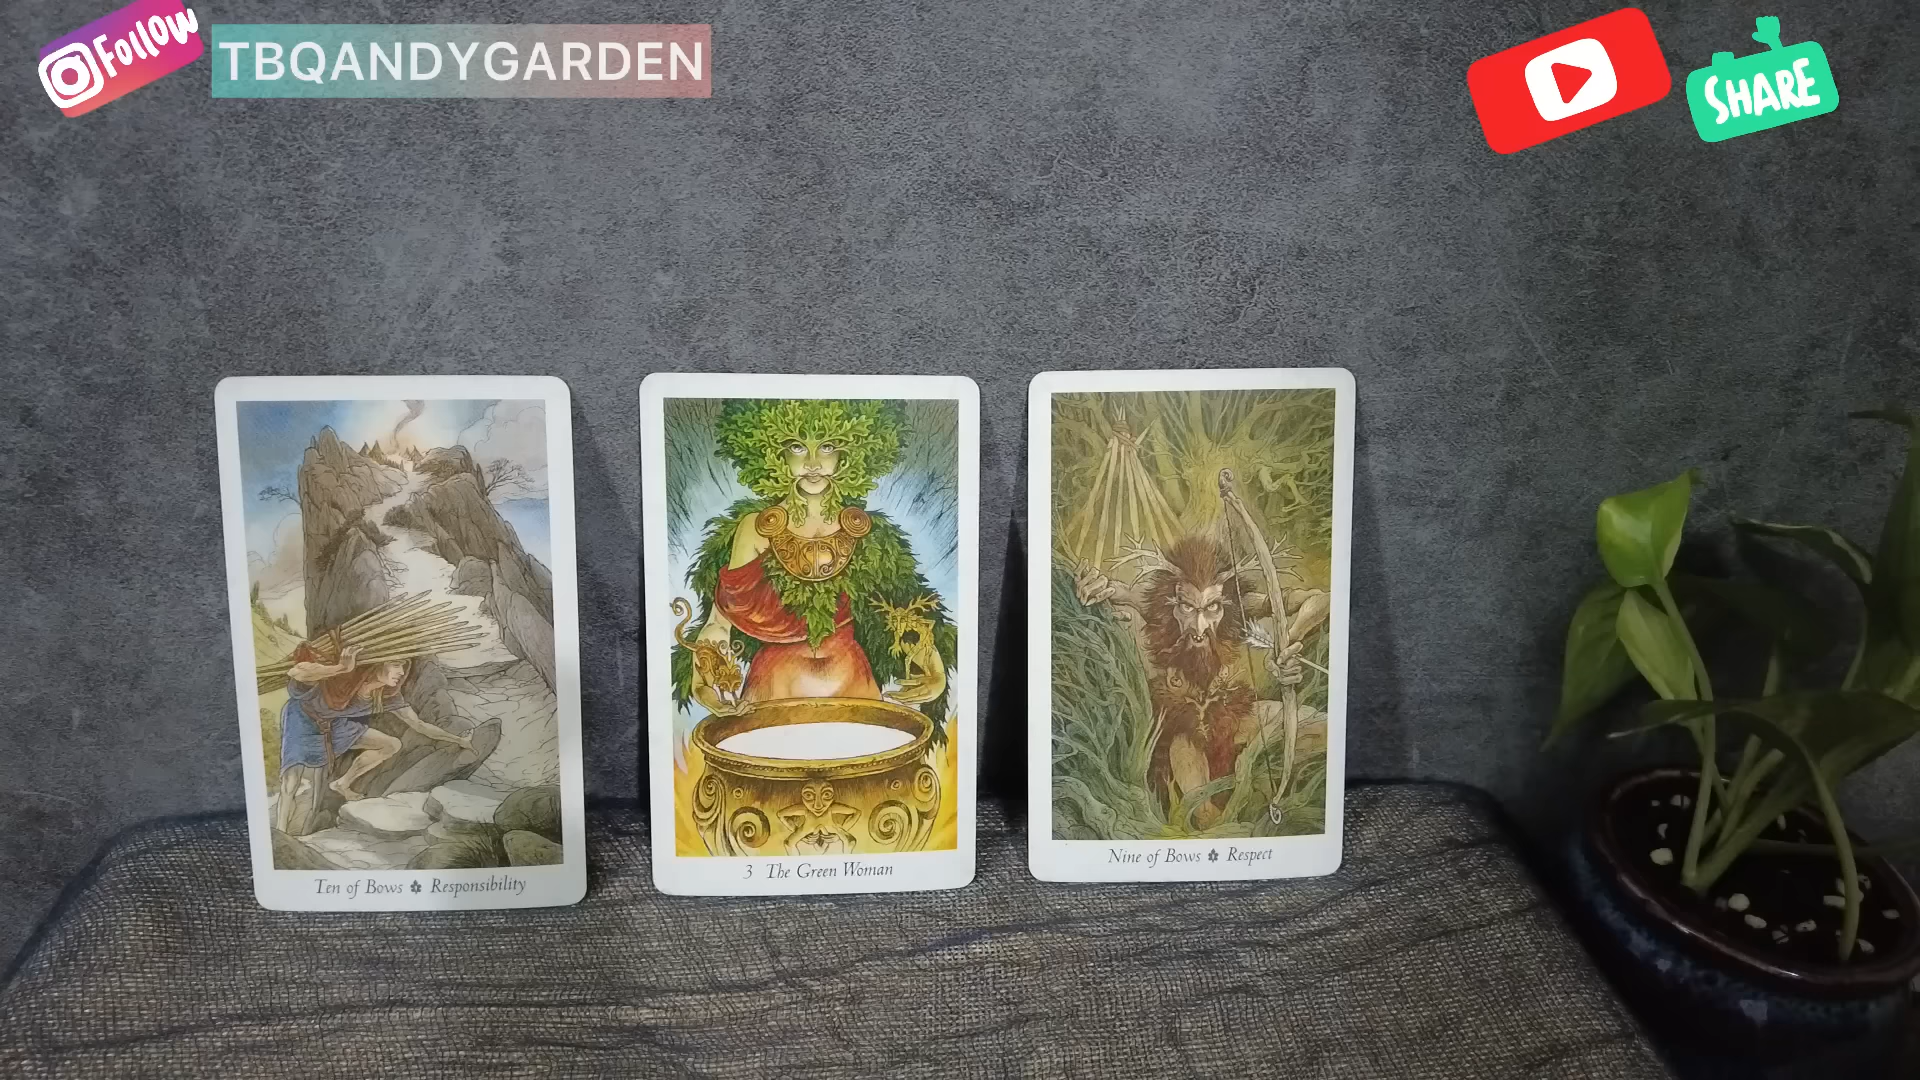 Follow
TBQANDYGARDEN
SHARE
Ten of Bows Responsibility
3 The Green Woman
Nine of Bows Respect